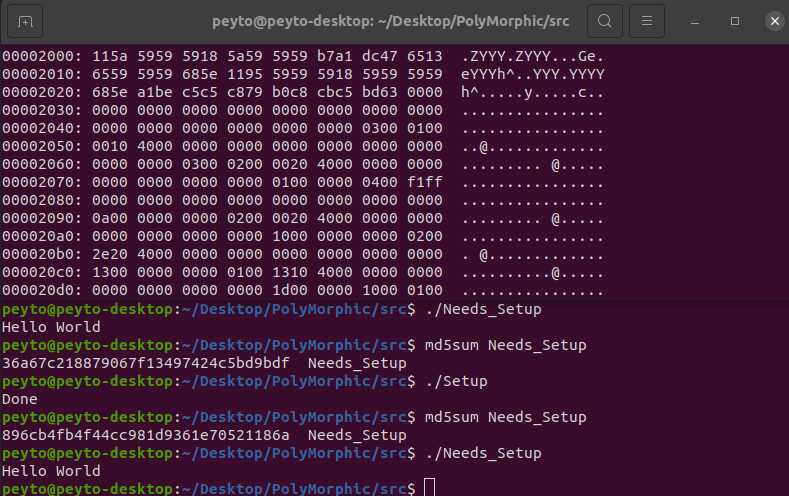 peyto@peyto-desktop: ~/Desktop/PolyMorphic/src
00002000: 115a 5959 5918 5a59 5959 b7a1 dc47 6513  .ZYYY.ZYYY...Ge.
00002010: 6559 5959 685e 1195 5959 5918 5959 5959  eYYYh^..YYY.YYYY
00002020: 685e a1be c5c5 c879 b0c8 cbc5 bd63 0000  h^.....y.....c..
00002030: 0000 0000 0000 0000 0000 0000 0000 0000  ................
00002040: 0000 0000 0000 0000 0000 0000 0300 0100  ................
00002050: 0010 4000 0000 0000 0000 0000 0000 0000  ..@.............
00002060: 0000 0000 0300 0200 0020 4000 0000 0000  ......... @.....
00002070: 0000 0000 0000 0000 0100 0000 0400 f1ff  ................
00002080: 0000 0000 0000 0000 0000 0000 0000 0000  ................
00002090: 0a00 0000 0000 0200 0020 4000 0000 0000  ......... @.....
000020a0: 0000 0000 0000 0000 1000 0000 0000 0200  ................
000020b0: 2e20 4000 0000 0000 0000 0000 0000 0000  . @.............
000020c0: 1300 0000 0000 0100 1310 4000 0000 0000  ..........@.....
000020d0: 0000 0000 0000 0000 1d00 0000 1000 0100  ................
peyto@peyto-desktop:~/Desktop/PolyMorphic/src$ ./Needs_Setup
Hello World
peyto@peyto-desktop:~/Desktop/PolyMorphic/src$ md5sum Needs_Setup
36a67c218879067f13497424c5bd9bdf  Needs_Setup
peyto@peyto-desktop:~/Desktop/PolyMorphic/src$ ./Setup
Done
peyto@peyto-desktop:~/Desktop/PolyMorphic/src$ md5sum Needs_Setup
896cb4fb4f44cc981d9361e70521186a  Needs_Setup
peyto@peyto-desktop:~/Desktop/PolyMorphic/src$ ./Needs_Setup
Hello World
peyto@peyto-desktop:~/Desktop/PolyMorphic/src$